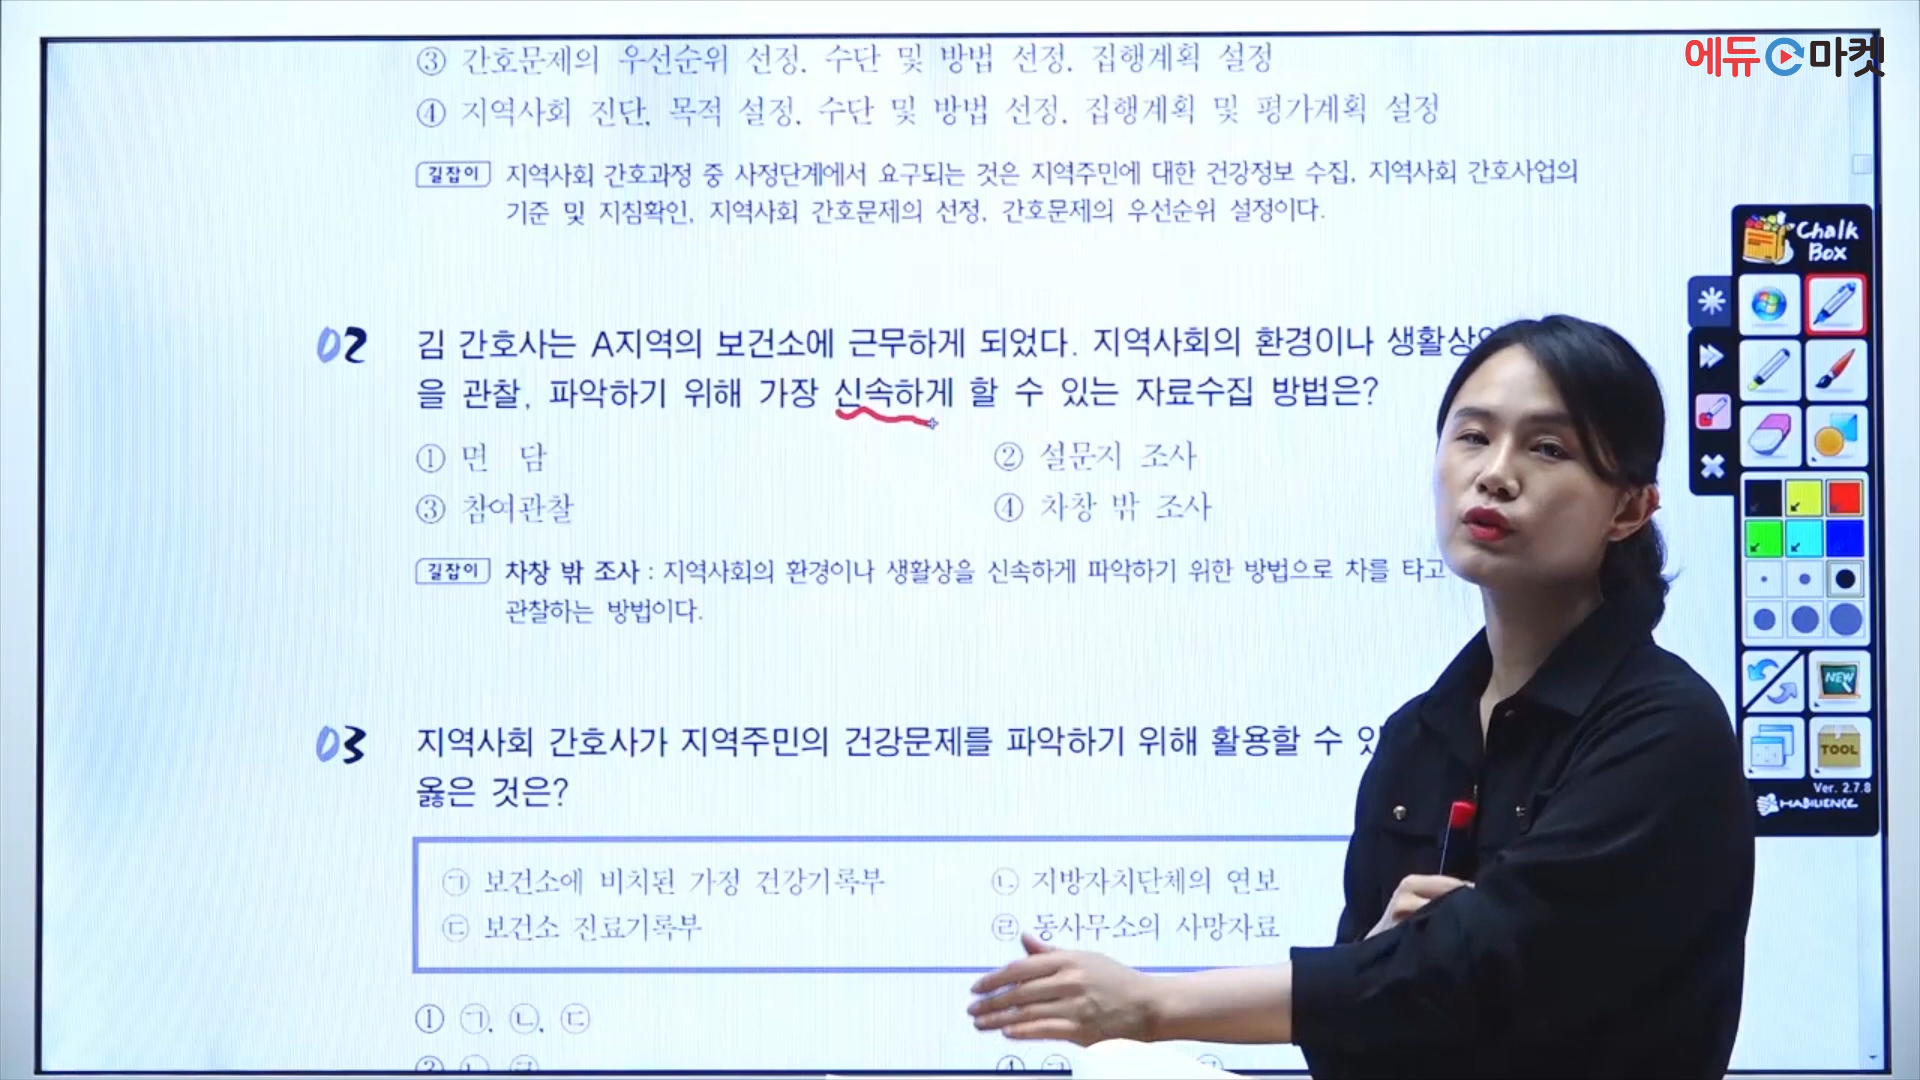 에듀 마켓
③ 간호문제의 우선순위 선정, 수단 및 방법 선정, 집행계획 설정
④ 지역사회 진단, 목적 설정, 수단 및 방법 선정, 집행계획 및 평가계획 설정
길잡이 지역사회 간호과정 중 사정단계에서 요구되는 것은 지역주민에 대한 건강정보 수집, 지역사회 간호사업의
기준 및 지침확인, 지역사회 간호문제의 선정, 간호문제의 우선순위 설정이다.
02 김 간호사는 A지역의 보건소에 근무하게 되었다. 지역사회의 환경이나
을 관찰, 파악하기 위해 가장 신속하게 할 수 있는 자료수집 방법은?
① 면 담 ② 설문지 조사
③ 참여관찰 ④ 차창 밖 조사
길잡이 차창 밖 조사 : 지역사회의 환경이나 생활상을 신속하게 파악하기 위한 방법으로 차를 타고
관찰하는 방법이다.
03 지역사회 간호사가 지역주민의 건강문제를 파악하기 위해 활용할 수
옳은 것은?
㉠ 보건소에 비치된 가정 건강기록부 ㉡ 지방자치단체의 연보
㉢ 보건소 진료기록부 ㉣ 동사무소의 사망자료
① ㉠, ㉡, ㉢
Chalk
Box
NEW
TOOL
Ver. 2.7.8
HABILIENCE